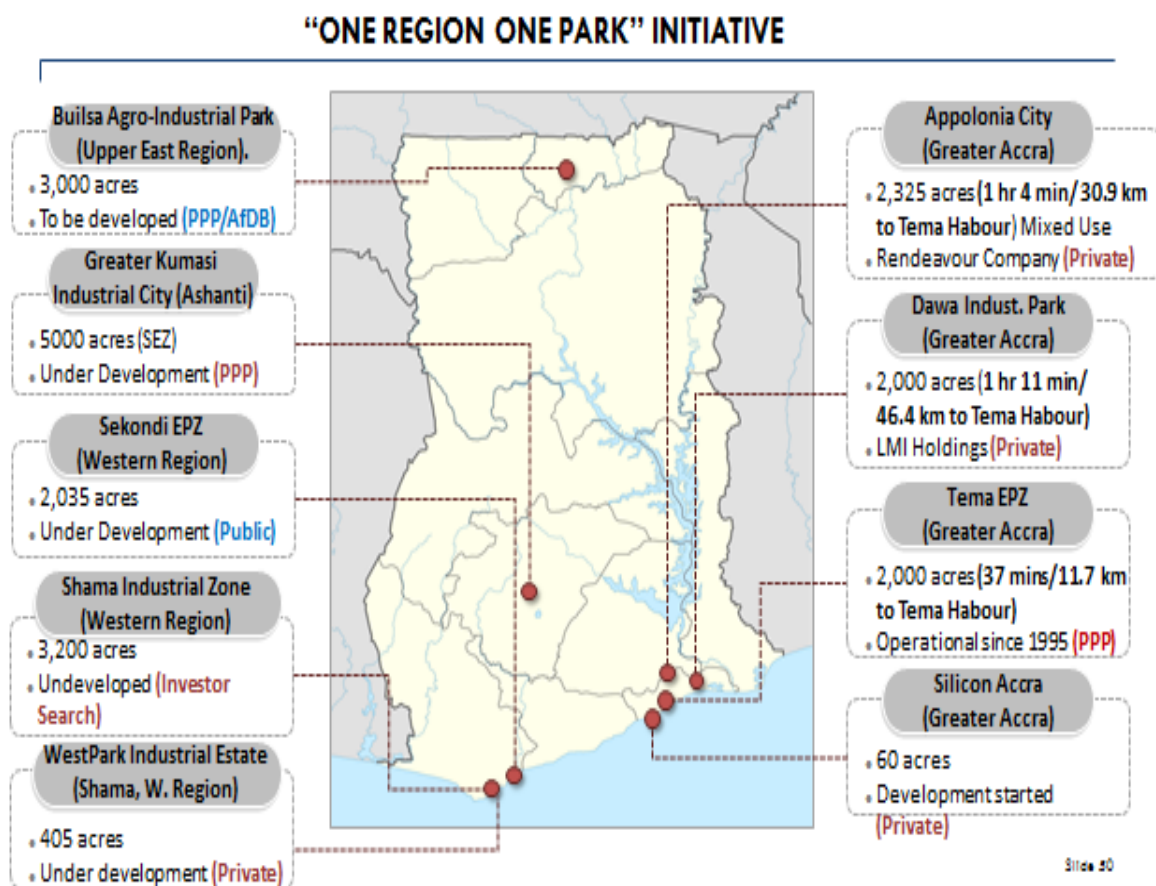 “ONE REGION ONE PARK” INITIATIVE
Builsa Agro-Industrial Park
(Upper East Region).
• 3,000 acres
• To be developed (PPP/AfDB)
Greater Kumasi
Industrial City (Ashanti)
• 5000 acres (SEZ)
• Under Development (PPP)
Sekondi EPZ
(Western Region)
• 2,035 acres
• Under Development (Public)
Shama Industrial Zone
(Western Region)
• 3,200 acres
• Undeveloped (Investor
Search)
WestPark Industrial Estate
(Shama, W. Region)
• 405 acres
• Under development (Private)
Appolonia City
(Greater Accra)
• 2,325 acres (1 hr 4 min/ 30.9 km
to Tema Habour) Mixed Use
• Rendeavour Company (Private)
Dawa Indust. Park
(Greater Accra)
• 2,000 acres (1 hr 11 min/
46.4 km to Tema Habour)
• LMI Holdings (Private)
Tema EPZ
(Greater Accra)
• 2,000 acres (37 mins/11.7 km
to Tema Habour)
• Operational since 1995 (PPP)
Silicon Accra
(Greater Accra)
• 60 acres
• Development started
(Private)
Slide 30